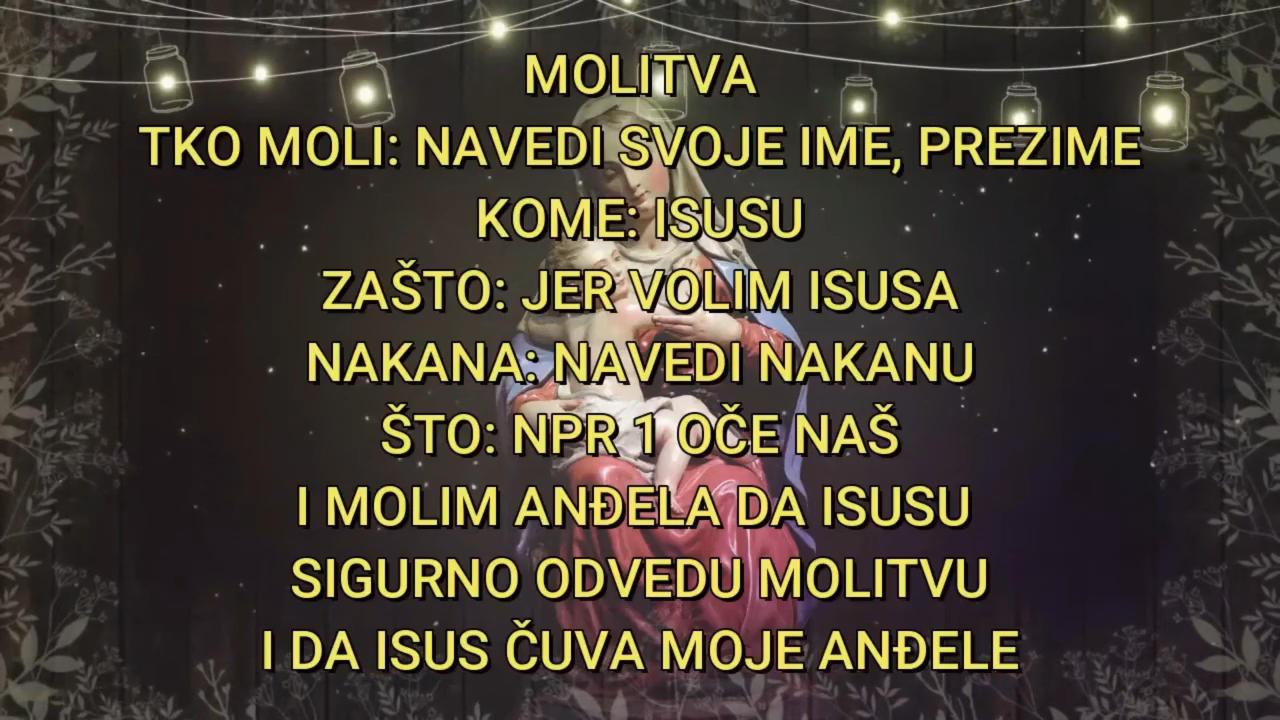 MOLITVA
TKO MOLI: NAVEDI SVOJE IME, PREZIME
KOME: ISUSU
ZAŠTO: JER VOLIM ISUSA
NAKANA: NAVEDI NAKANU
ŠTO: NPR 1 OČE NAŠ
I MOLIM ANĐELA DA ISUSU
SIGURNO ODVEDU MOLITVU
I DA ISUS ČUVA MOJE ANĐELE